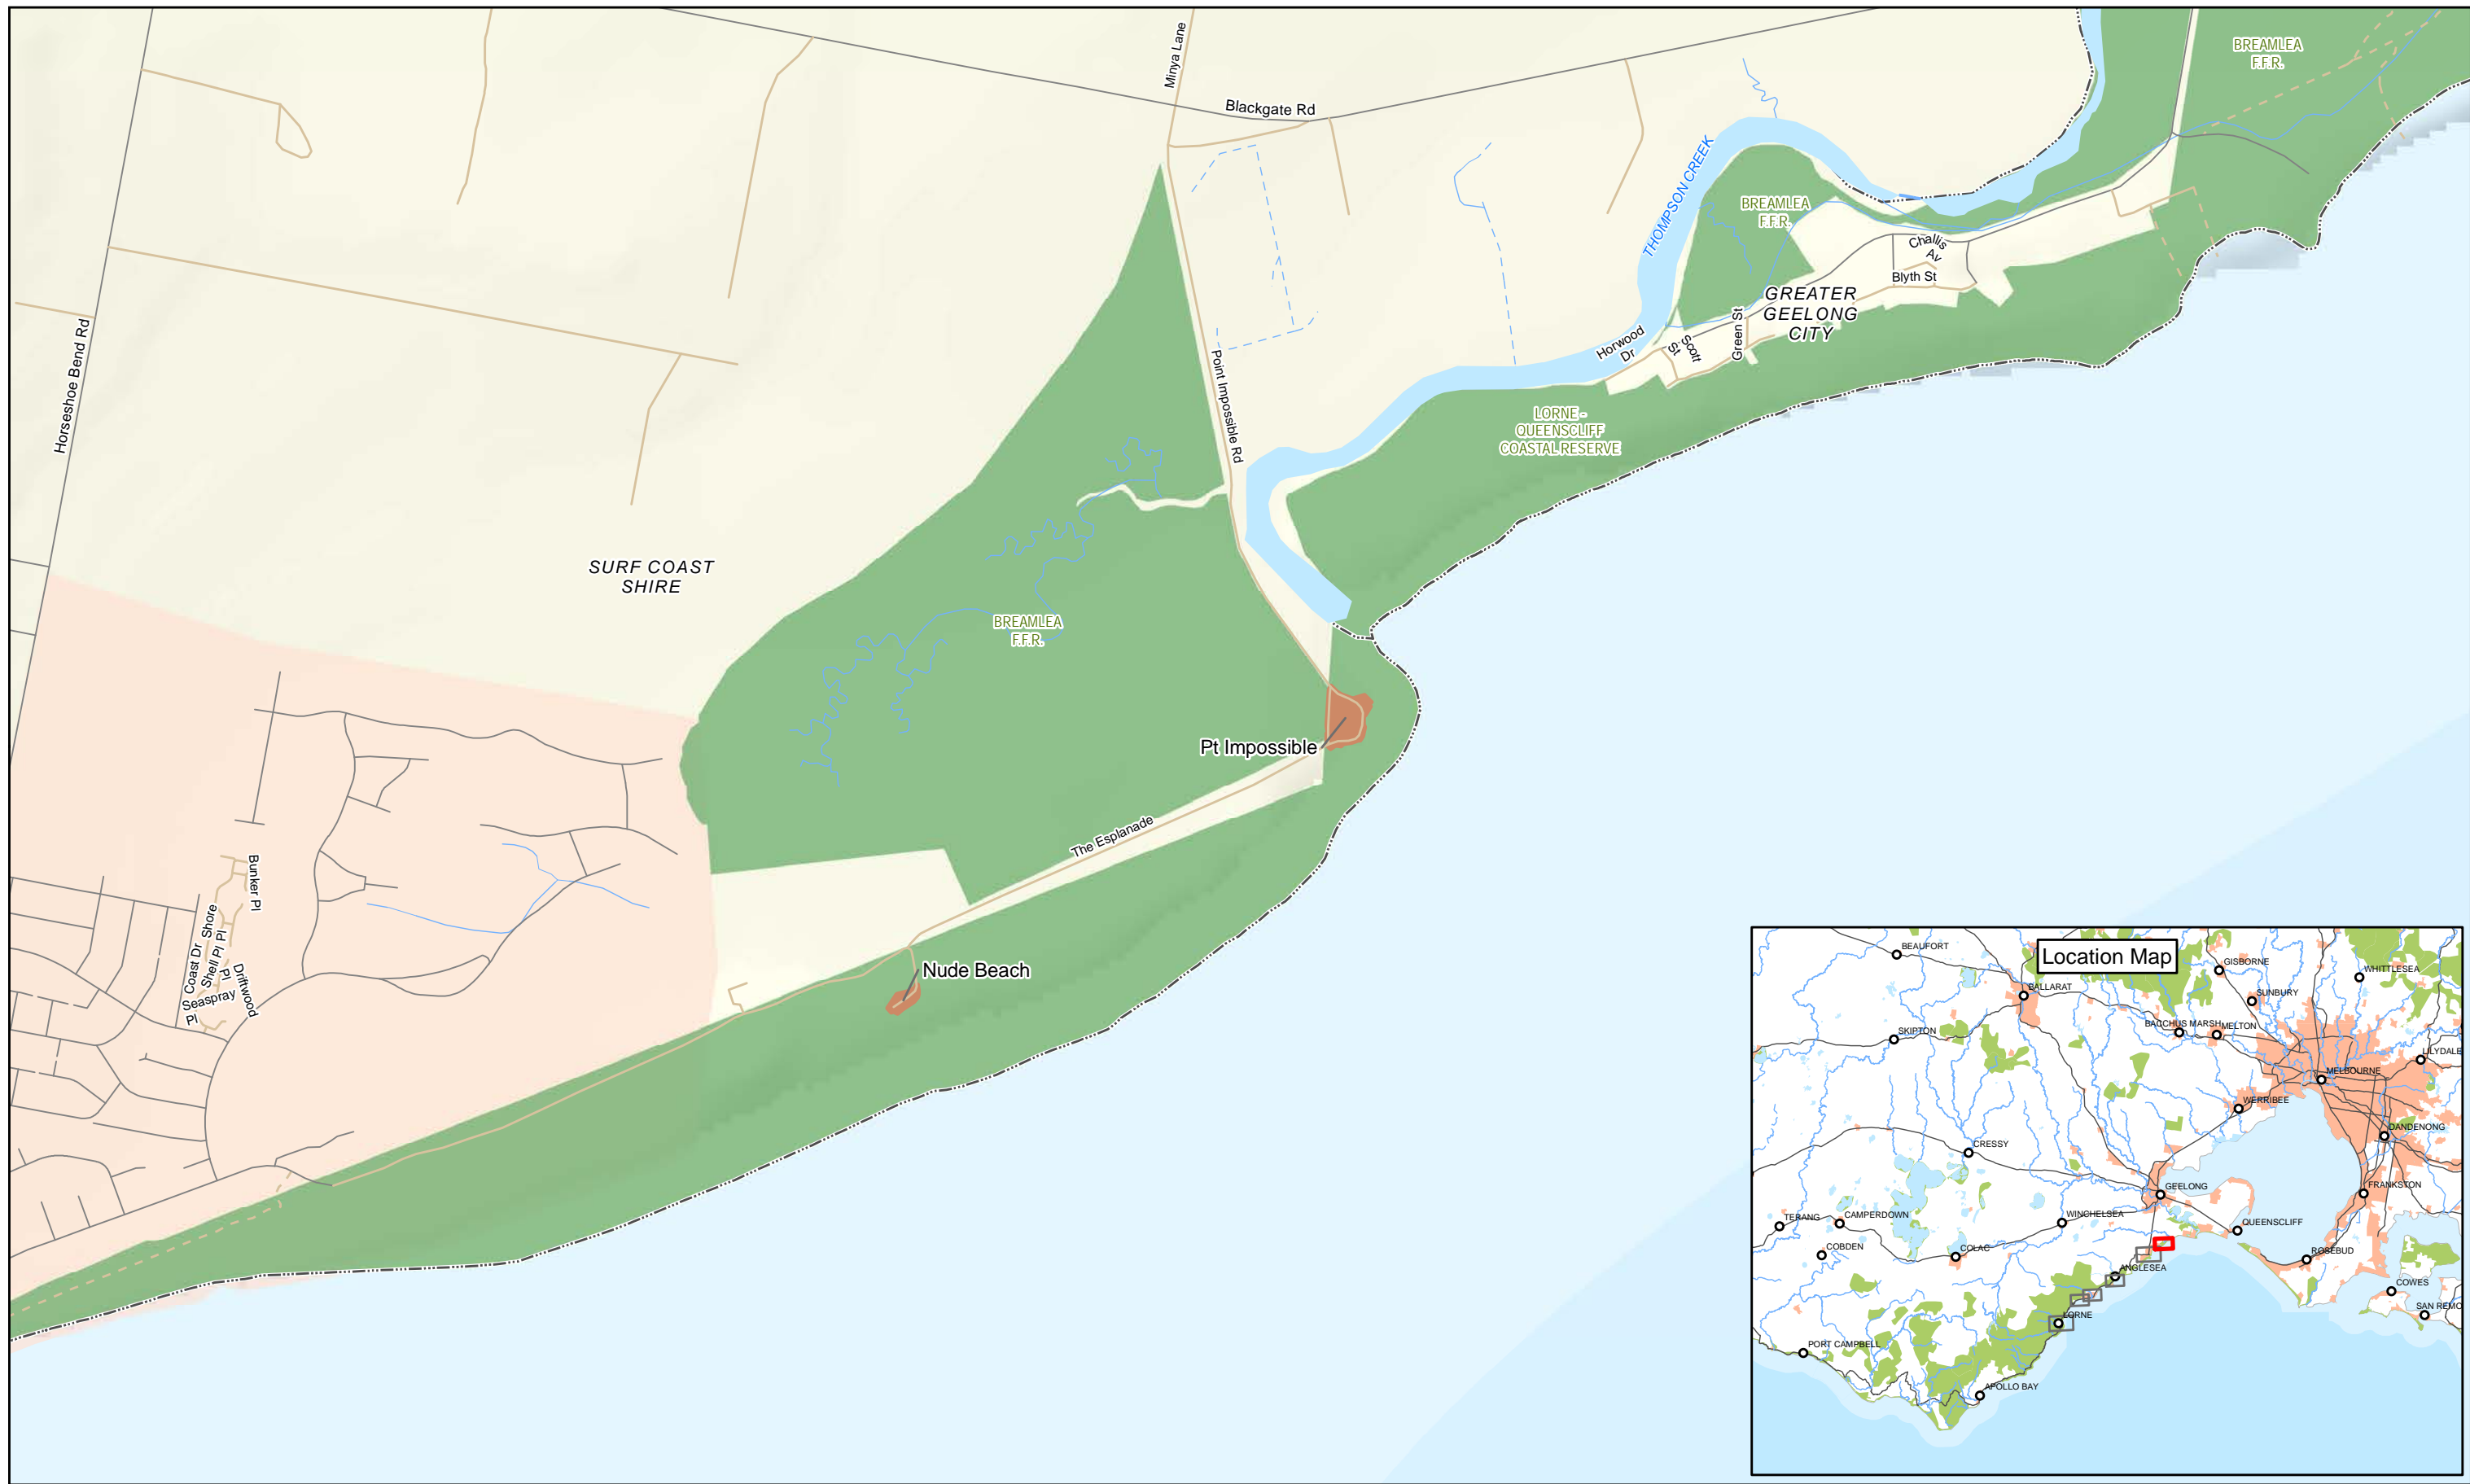 BREAMLEA
F.F.R.
Minya Lane
Blackgate Rd
THOMPSON CREEK
BREAMLEA
F.F.R.
Challis
Av
Blyth St
GREATER
GEELONG
CITY
Horseshoe Bend Rd
Green St
Horwood
Dr
Scott
St
Point Impossible Rd
LORNE -
QUEENSCLIFF
COASTAL RESERVE
SURF COAST
SHIRE
BREAMLEA
F.F.R.
Pt Impossible
The Esplanade
Bunker Pl
Shore
Pl
Coast Dr
Shell Pl
Driftwood
Pl
Seaspray
Pl
Nude Beach
Location Map
BEAUFORT
GISBORNE
WHITTLESEA
BALLARAT
SUNBURY
SKIPTON
BACCHUS MARSH
MELTON
LILYDALE
MELBOURNE
WERRIBEE
DANDENONG
CRESSY
GEELONG
FRANKSTON
TERANG
CAMPERDOWN
WINCHELSEA
QUEENSCLIFF
COBDEN
COLAC
ROSEBUD
ANGLESEA
COWES
LORNE
SAN REMO
PORT CAMPBELL
APOLLO BAY